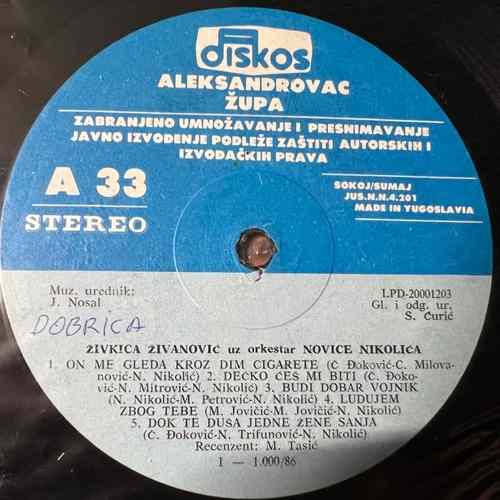 diskos
ALEKSANDROVAC
ŽUPA
ZABRANJENO UMNOŽAVANJE I PRESNIMAVANJE
JAVNO IZVOĐENJE PODLEŽE ZAŠTITI AUTORSKIH I
IZVOĐAČKIH PRAVA
A 33
STEREO
SOKOJ/SUMAJ
JUS.N.N.4.201
MADE IN YUGOSLAVIA
Muz. urednik:
J. Nosal
LPD-20001203
Gl. i odg. ur.
S. Ćurić
DOBRICA
ŽIVKICA ŽIVANOVIĆ uz orkestar NOVICE NIKOLIĆA
1. ON ME GLEDA KROZ DIM CIGARETE (Č. Đoković-C. Milova-
nović-N. Nikolić) 2. DEČKO ĆEŠ MI BITI (Č. Đoko-
vić-N. Mitrović-N. Nikolić) 3. BUDI DOBAR VOJNIK
(N. Nikolić-M. Petrović-N. Nikolić) 4. LUDUJEM
ZBOG TEBE (M. Jovičić-M. Jovičić-N. Nikolić)
5. DOK TE DUŠA JEDNE ŽENE SANJA
(Č. Đoković-N. Trifunović-N. Nikolić)
Recenzent: M. Tasić
1 — 1.000/86